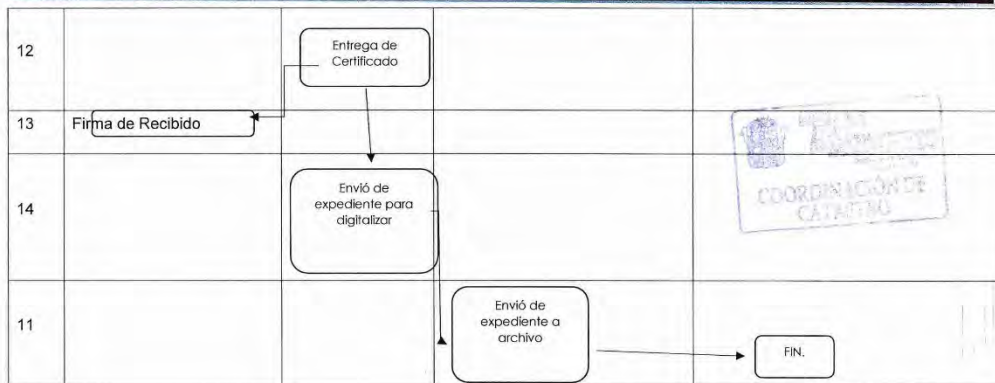 12
Entrega de
Certificado
13
Firma de Recibido
14
Envió de
expediente para
digitalizar
COORDINACIÓN DE
CATASTRO
11
Envió de
expediente a
archivo
FIN.